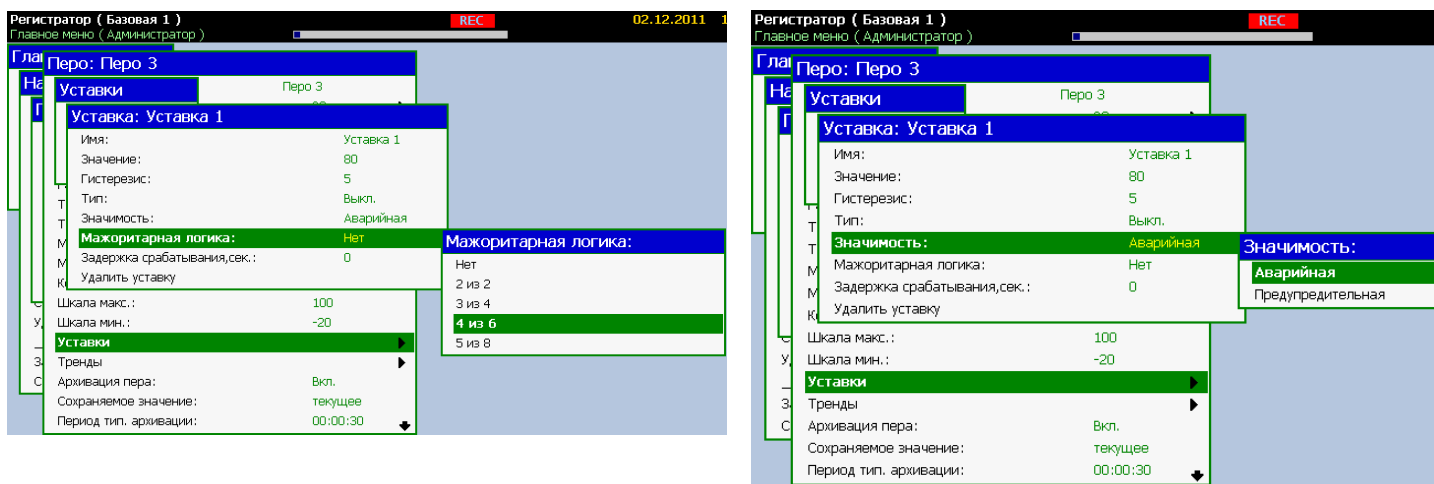 Регистратор ( Базовая 1 ) REC 02.12.2011 1
Главное меню ( Администратор )
Глав
Перо: Перо 3
На
Уставки Перо 3
П
Уставка: Уставка 1
Имя: Уставка 1
Значение: 80
Гистерезис: 5
Тип: Выкл.
Т
Значимость: Аварийная
Т
Мажоритарная логика: Нет
М
Задержка срабатывания,сек.: 0
М
Удалить уставку
К
Мажоритарная логика:
Нет
2 из 2
3 из 4
4 из 6
5 из 8
Шкала макс.: 100
У Шкала мин.: -20
Уставки
З Тренды
С Архивация пера: Вкл.
Сохраняемое значение: текущее
Период тип. архивации: 00:00:30
Регистратор ( Базовая 1 ) REC
Главное меню ( Администратор )
Глав
Перо: Перо 3
На
Уставки Перо 3
П
Уставка: Уставка 1
Имя: Уставка 1
Значение: 80
Гистерезис: 5
Тип: Выкл.
Т
Значимость: Аварийная
Т
Мажоритарная логика: Нет
М
Задержка срабатывания,сек.: 0
М
Удалить уставку
К
Значимость:
Аварийная
Предупредительная
Шкала макс.: 100
У Шкала мин.: -20
Уставки
З Тренды
С Архивация пера: Вкл.
Сохраняемое значение: текущее
Период тип. архивации: 00:00:30